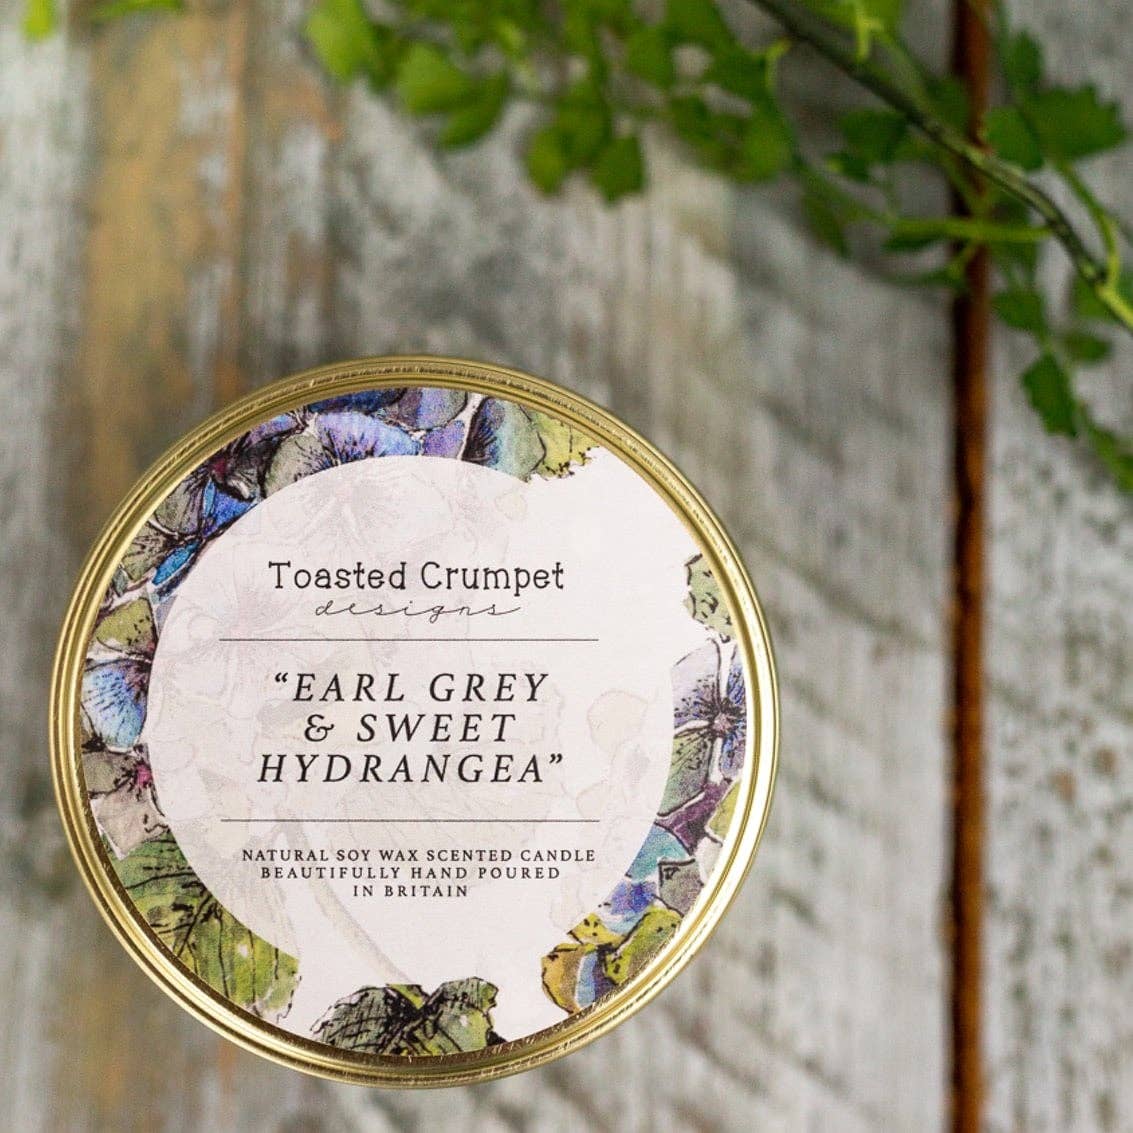 Toasted Crumpet
designs
“EARL GREY
& SWEET
HYDRANGEA”
NATURAL SOY WAX SCENTED CANDLE
BEAUTIFULLY HAND POURED
IN BRITAIN